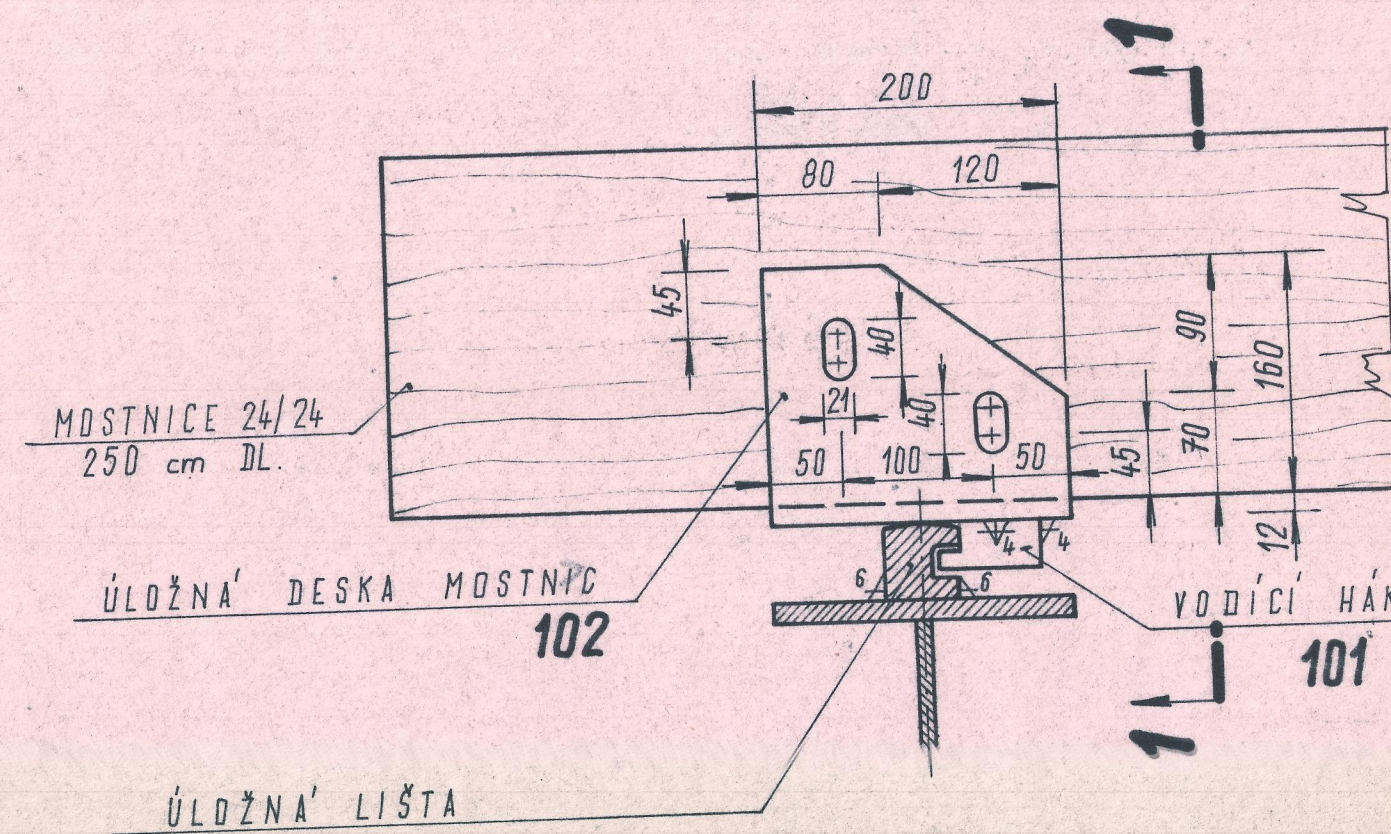 1
200
80 120
45
40
90
160
MOSTNICE 24/24
250 cm DL.
21
40
50 100 50
45
70
12
4 4
6 6
ÚLOŽNÁ DESKA MOSTNIC
102
VODÍCÍ HÁK
101
1
ÚLOŽNÁ LIŠTA